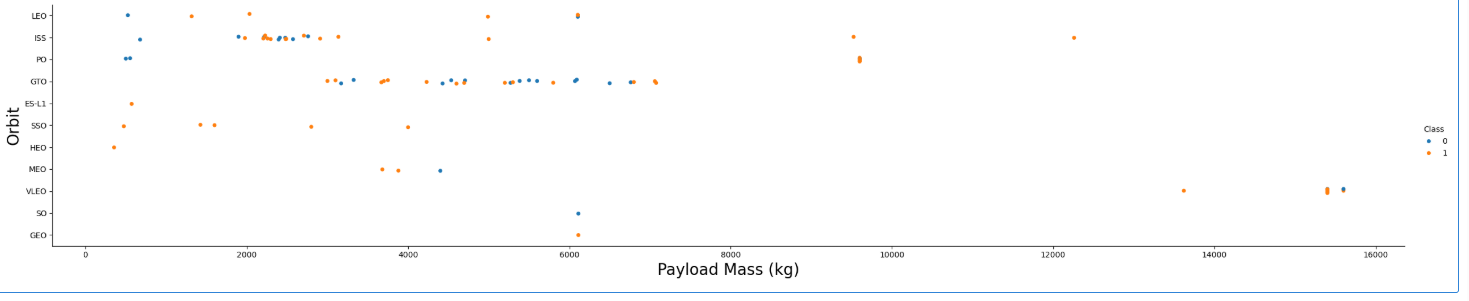 LEO
ISS
PO
GTO
ES-L1
SSO
HEO
MEO
VLEO
SO
GEO
Orbit
0 2000 4000 6000 8000 10000 12000 14000 16000
Payload Mass (kg)
Class
0
1